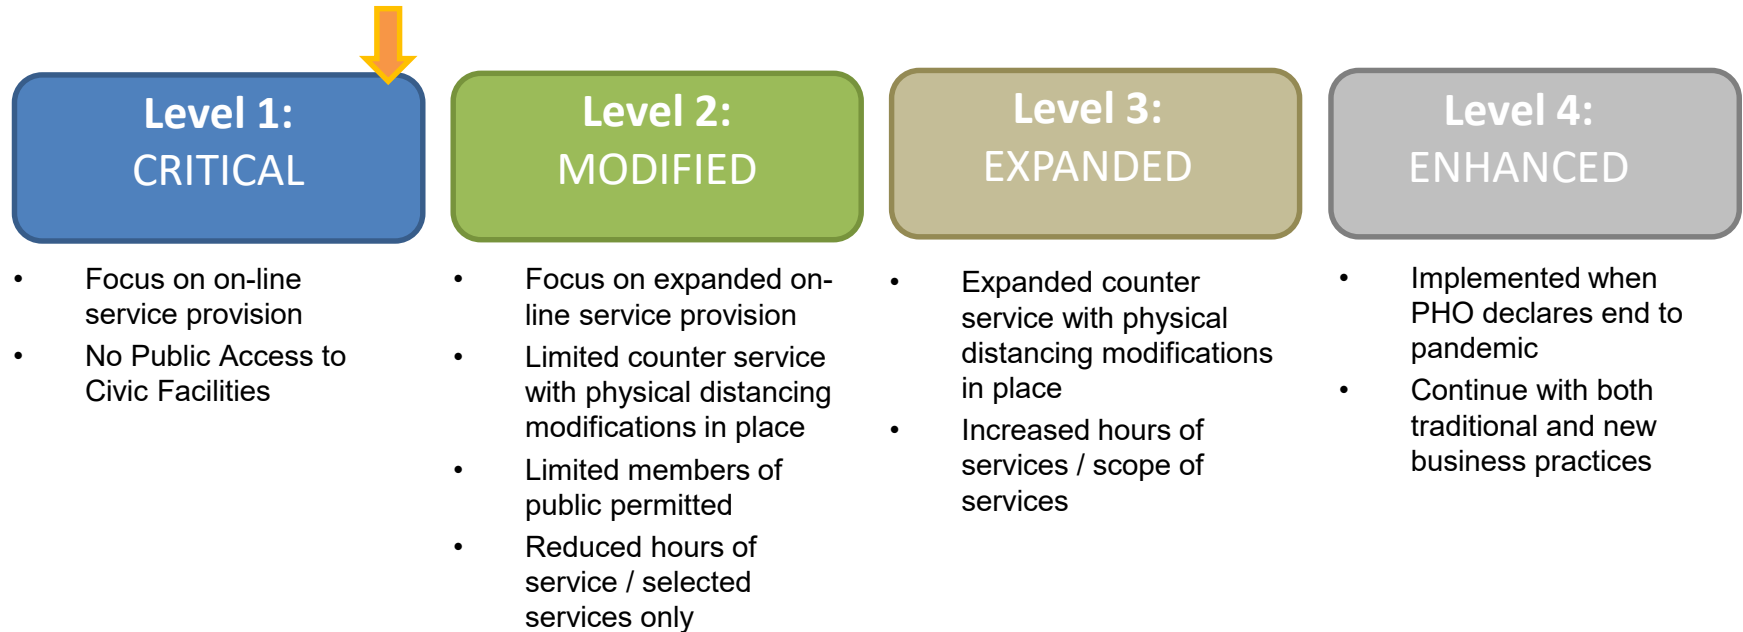 Level 1:
CRITICAL
• Focus on on-line
service provision
• No Public Access to
Civic Facilities
Level 2:
MODIFIED
• Focus on expanded on-
line service provision
• Limited counter service
with physical distancing
modifications in place
• Limited members of
public permitted
• Reduced hours of
service / selected
services only
Level 3:
EXPANDED
• Expanded counter
service with physical
distancing modifications
in place
• Increased hours of
services / scope of
services
Level 4:
ENHANCED
• Implemented when
PHO declares end to
pandemic
• Continue with both
traditional and new
business practices